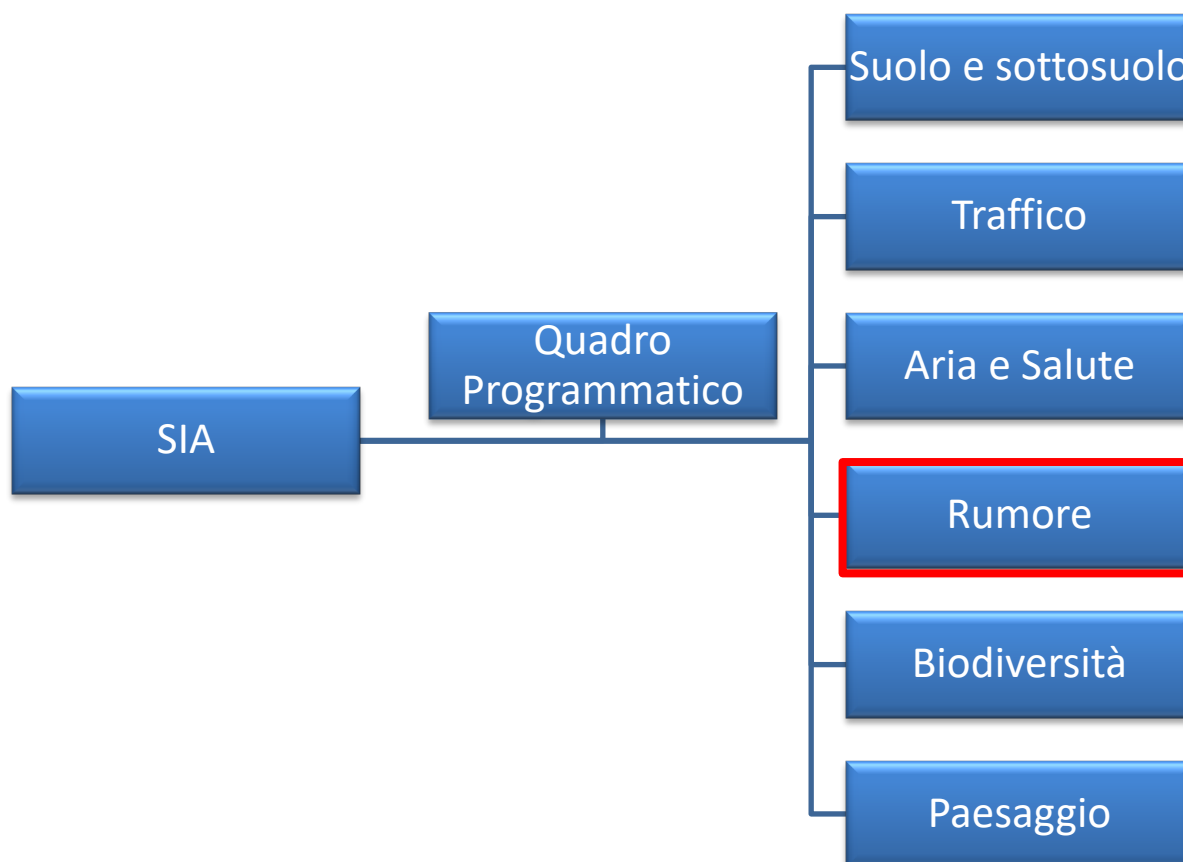 SIA
Quadro
Programmatico
Suolo e sottosuolo
Traffico
Aria e Salute
Rumore
Biodiversità
Paesaggio